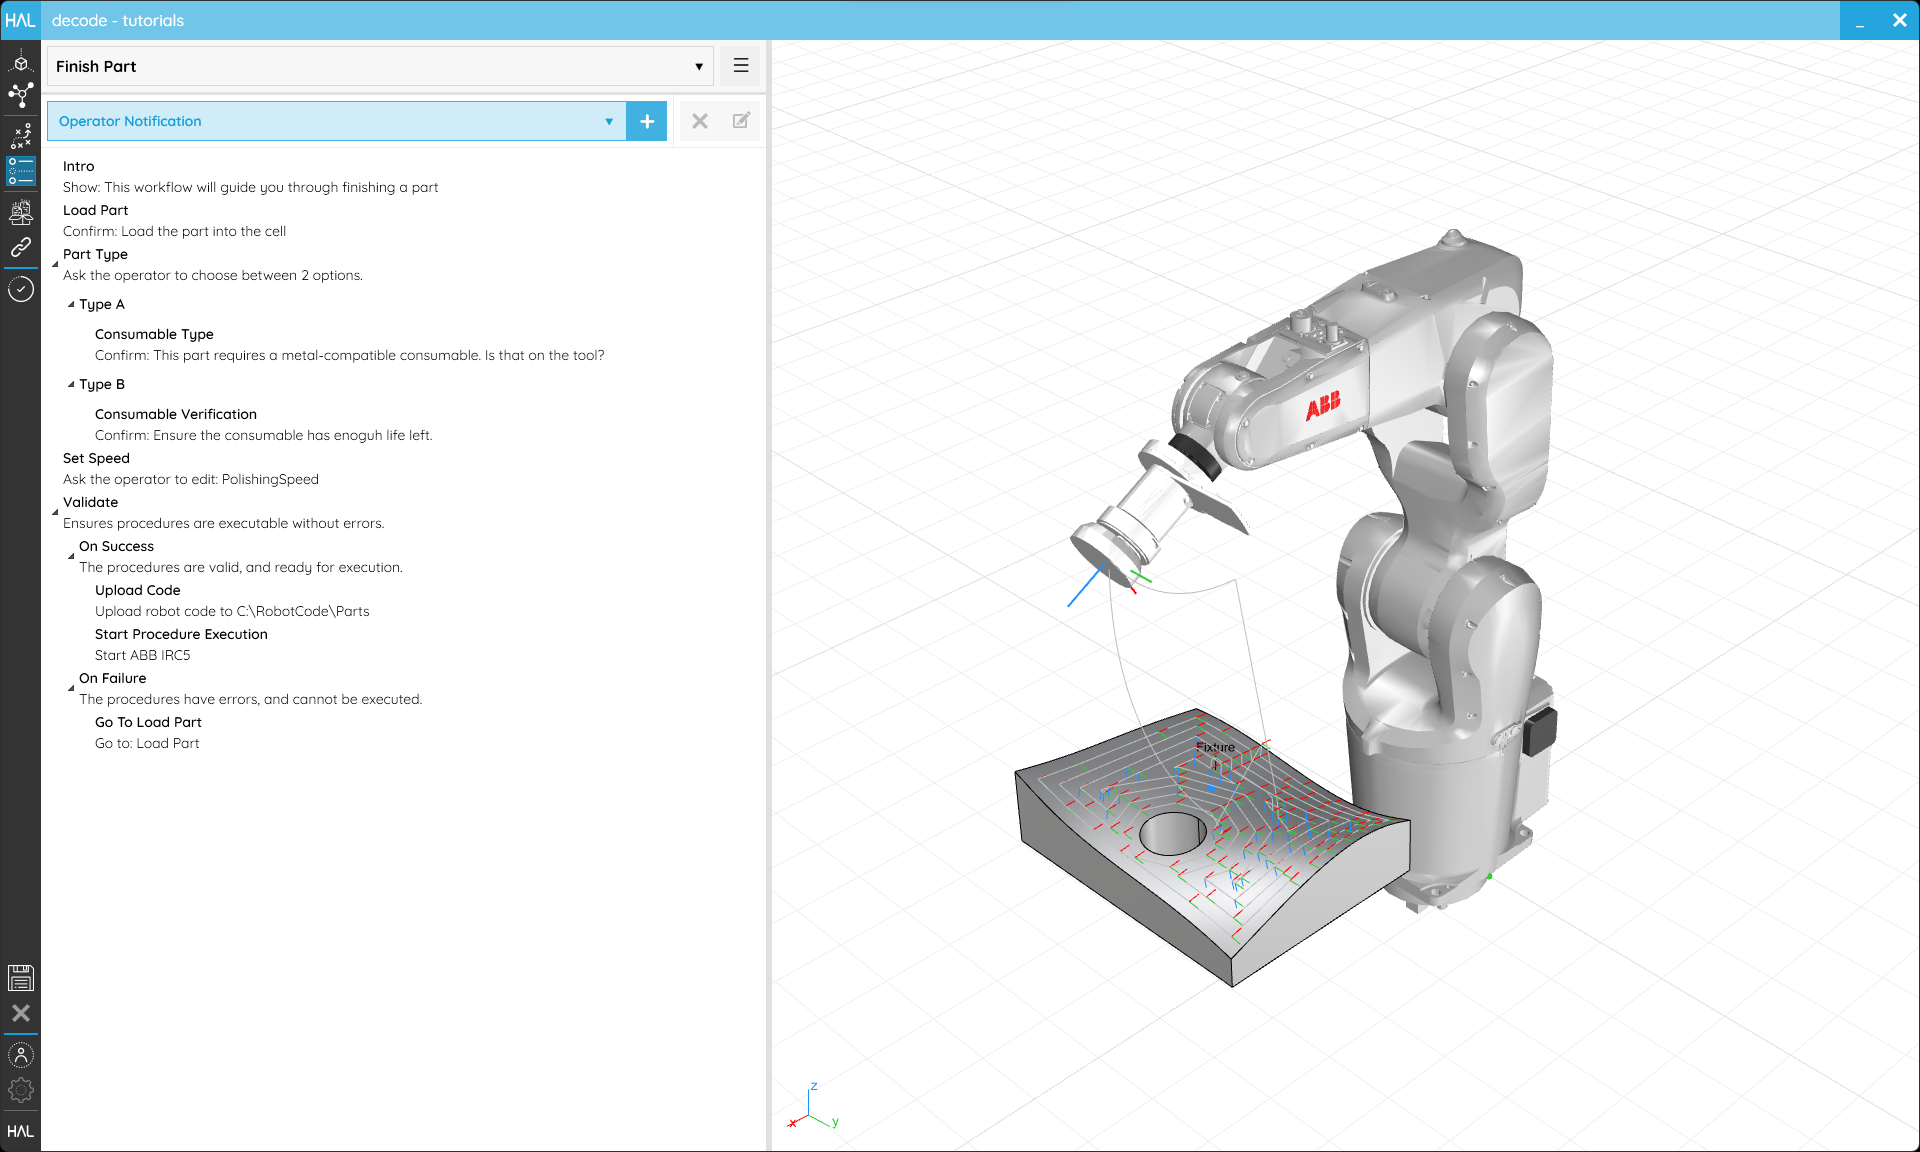 HAL decode - tutorials
Finish Part
Operator Notification
Intro
Show: This workflow will guide you through finishing a part
Load Part
Confirm: Load the part into the cell
Part Type
Ask the operator to choose between 2 options.
Type A
Consumable Type
Confirm: This part requires a metal-compatible consumable. Is that on the tool?
Type B
Consumable Verification
Confirm: Ensure the consumable has enoguh life left.
Set Speed
Ask the operator to edit: PolishingSpeed
Validate
Ensures procedures are executable without errors.
On Success
The procedures are valid, and ready for execution.
Upload Code
Upload robot code to C:\RobotCode\Parts
Start Procedure Execution
Start ABB IRC5
On Failure
The procedures have errors, and cannot be executed.
Go To Load Part
Go to: Load Part
HAL
ABB
Fixture
z
x
y